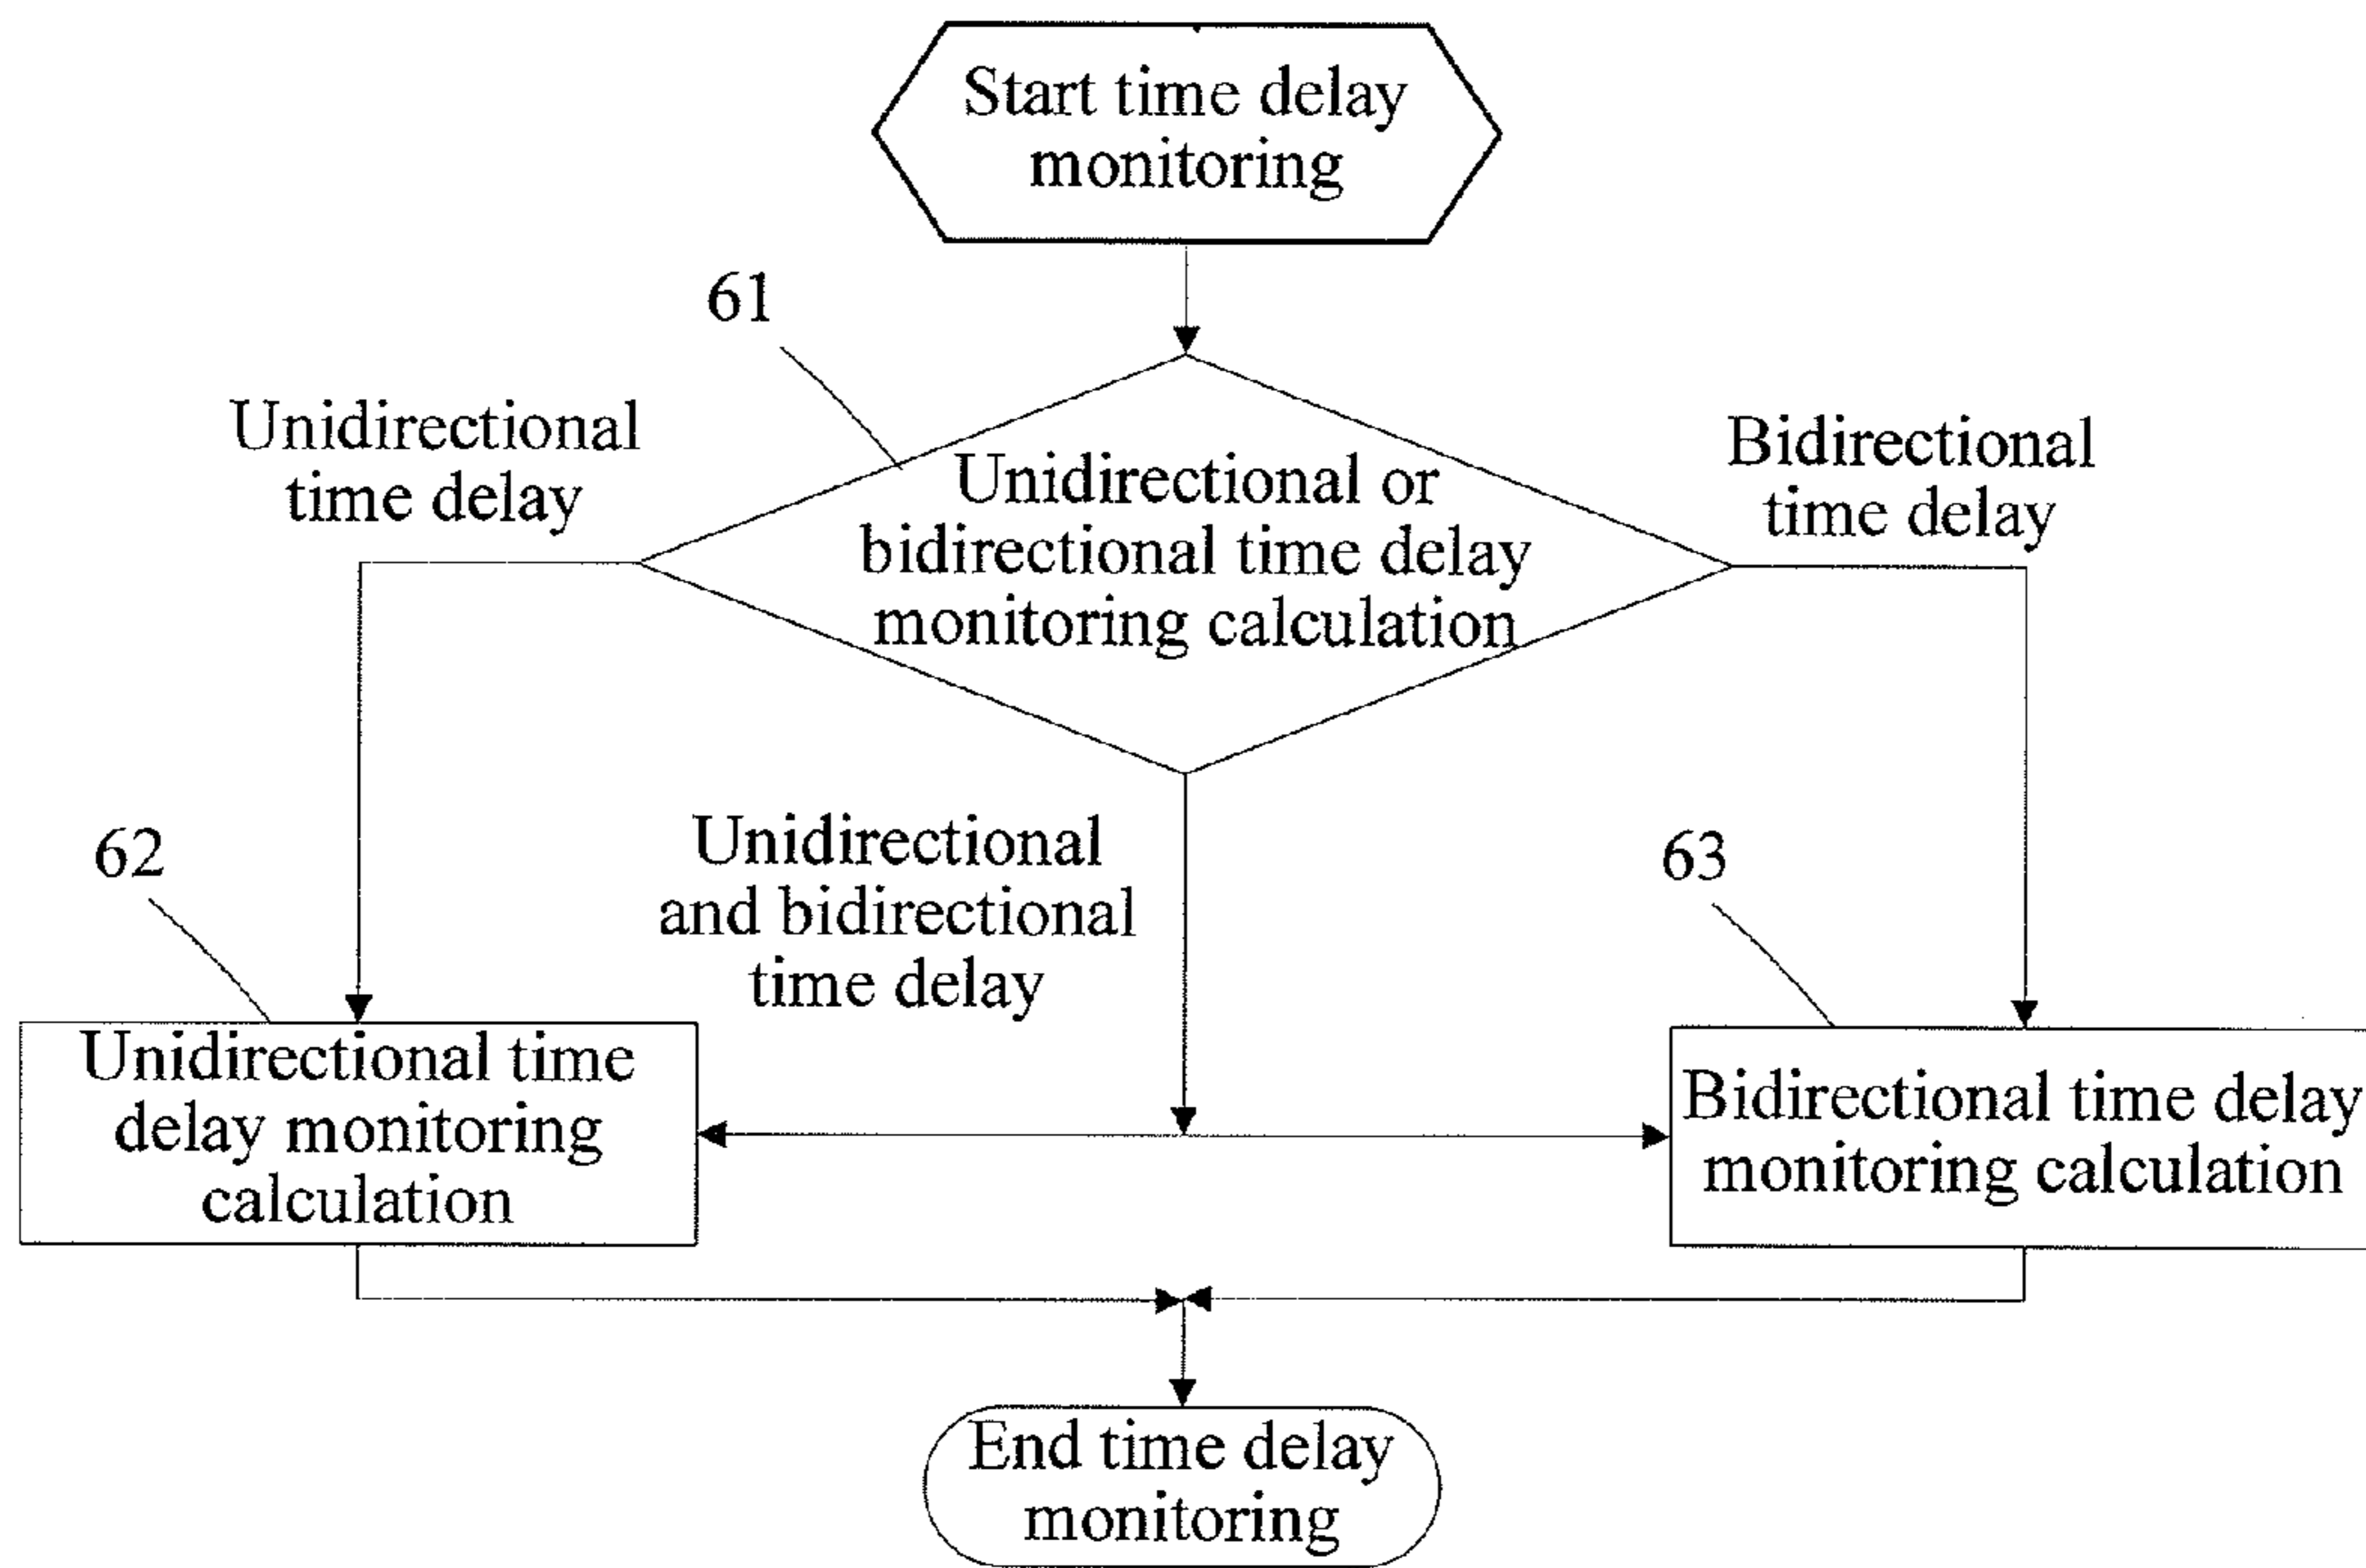 Start time delay
monitoring
61
Unidirectional
time delay
Unidirectional or
bidirectional time delay
monitoring calculation
Bidirectional
time delay
62
Unidirectional
and bidirectional
time delay
63
Unidirectional time
delay monitoring
calculation
Bidirectional time delay
monitoring calculation
End time delay
monitoring